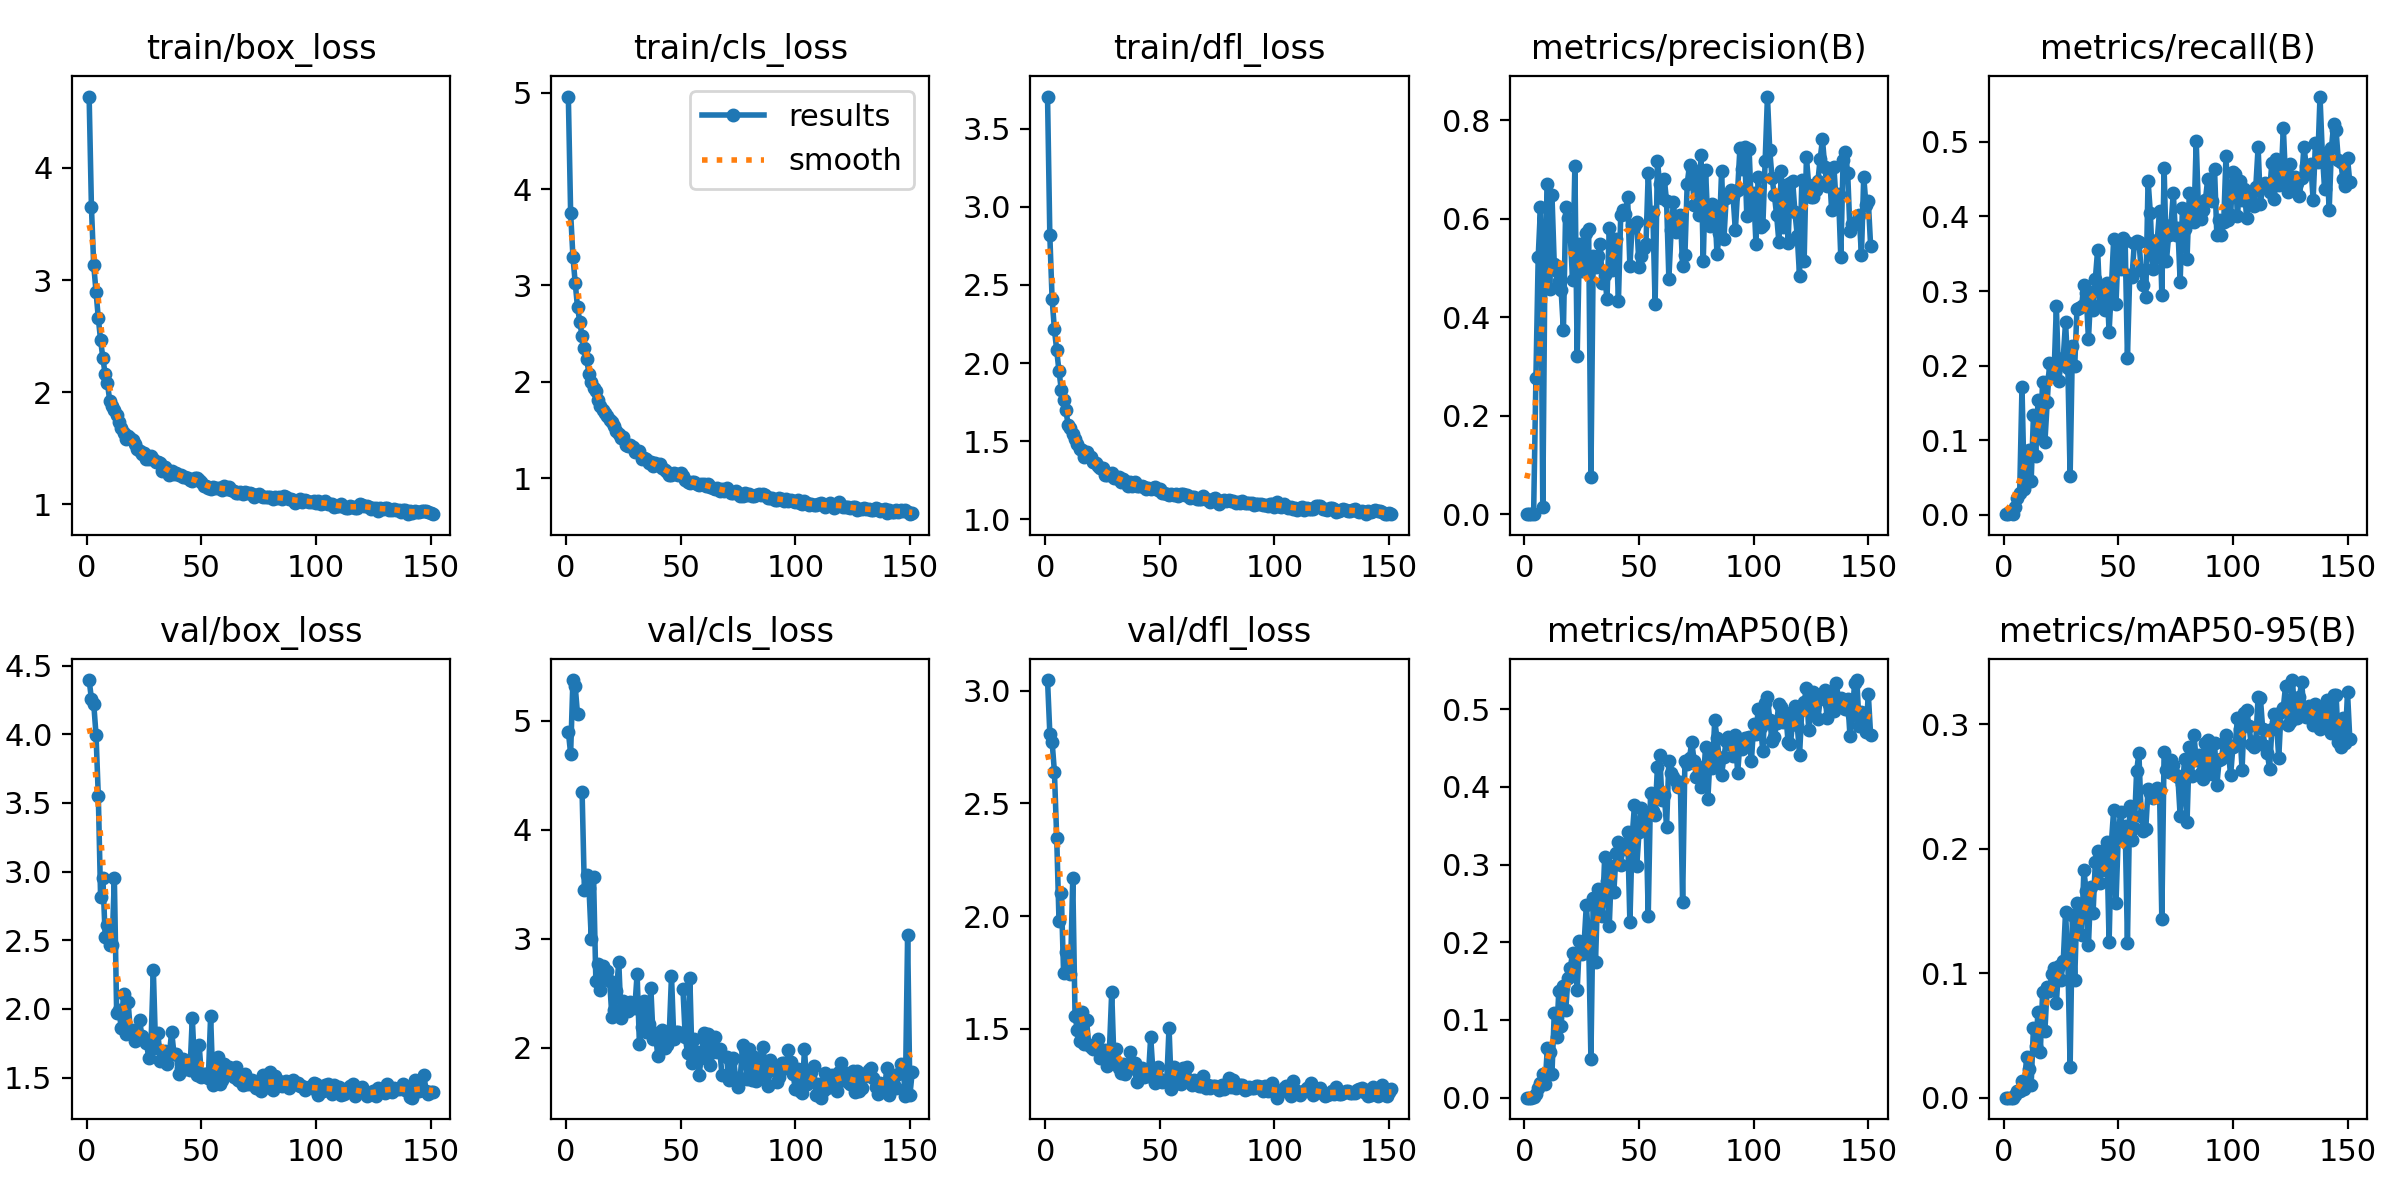 train/box_loss
train/cls_loss
train/dfl_loss
metrics/precision(B)
metrics/recall(B)
results
smooth
4
3
2
1
0 50 100 150
5
4
3
2
1
0 50 100 150
3.5
3.0
2.5
2.0
1.5
1.0
0 50 100 150
0.8
0.6
0.4
0.2
0.0
0 50 100 150
0.5
0.4
0.3
0.2
0.1
0.0
0 50 100 150
val/box_loss
val/cls_loss
val/dfl_loss
metrics/mAP50(B)
metrics/mAP50-95(B)
4.5
4.0
3.5
3.0
2.5
2.0
1.5
0 50 100 150
5
4
3
2
0 50 100 150
3.0
2.5
2.0
1.5
0 50 100 150
0.5
0.4
0.3
0.2
0.1
0.0
0 50 100 150
0.3
0.2
0.1
0.0
0 50 100 150